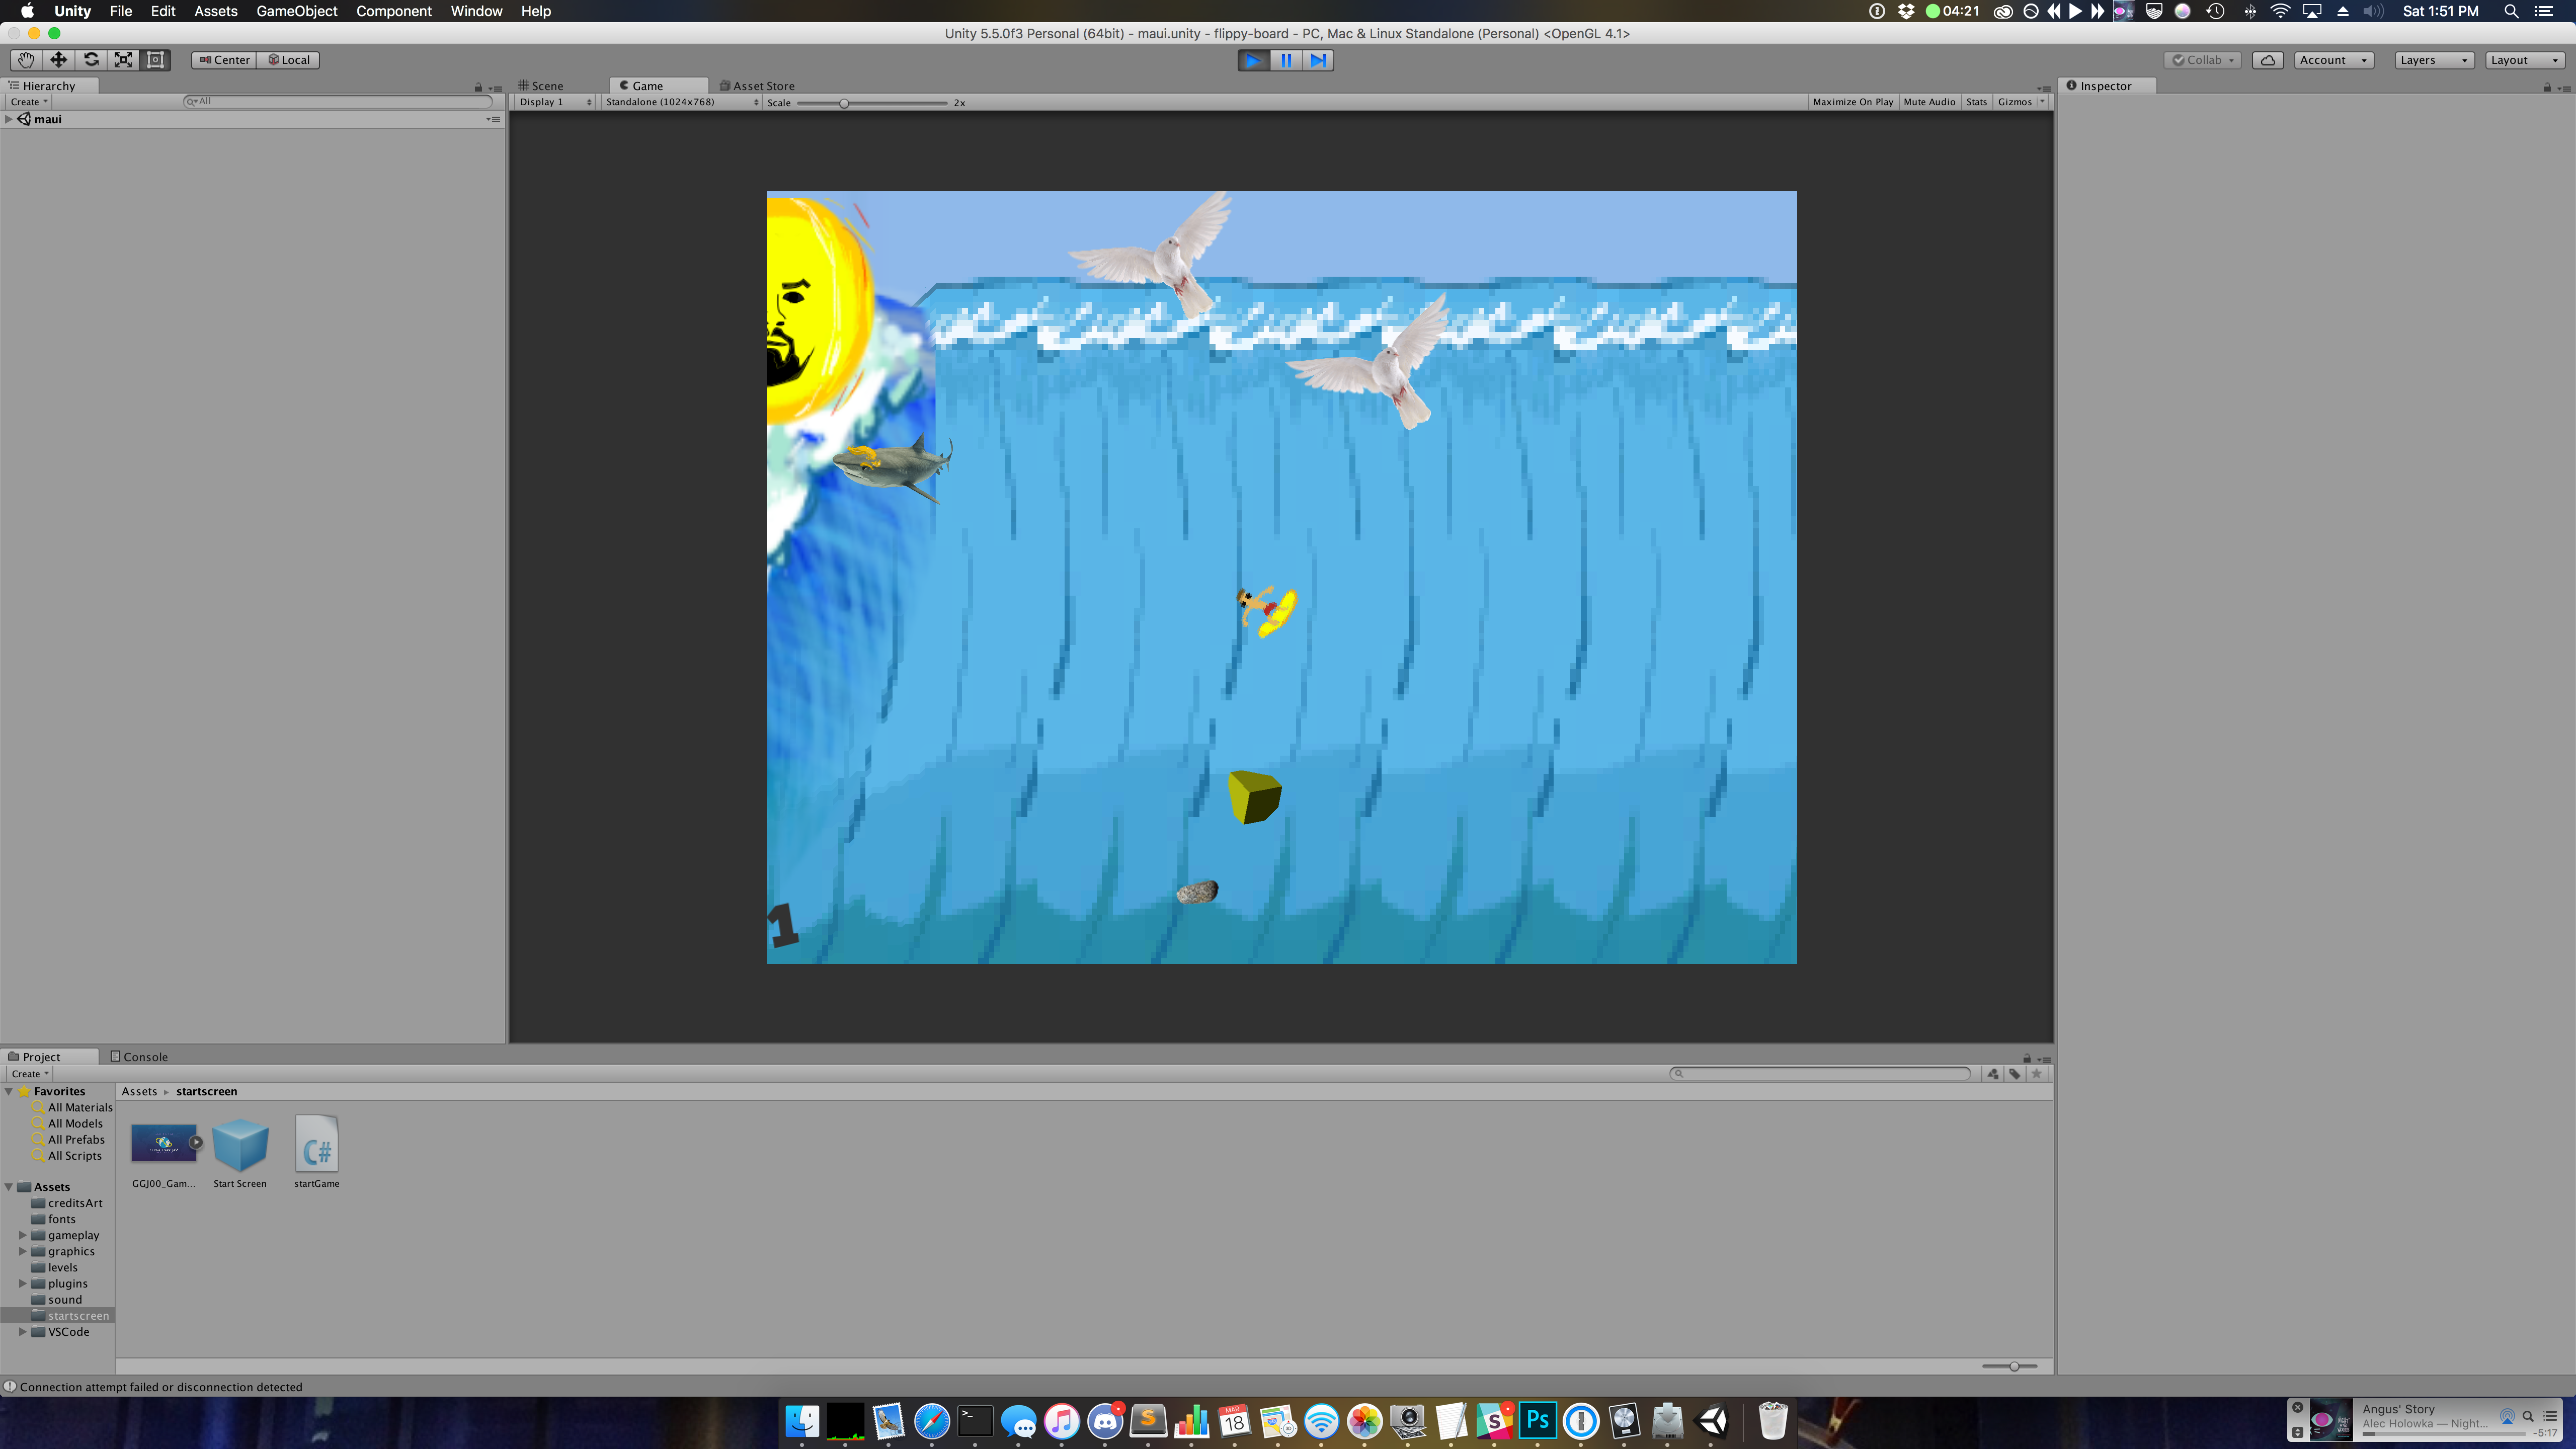 Unity File Edit Assets GameObject Component Window Help 04:21 Sat 1:51 PM
Unity 5.5.0f3 Personal (64bit) - maui.unity - flippy-board - PC, Mac & Linux Standalone (Personal) <OpenGL 4.1>
Center Local Collab Account Layers Layout
Hierarchy Scene Game Asset Store Inspector
Create All Display 1 Standalone (1024x768) Scale 2x Maximize On Play Mute Audio Stats Gizmos
maui
1
Project Console
Create
Favorites Assets startscreen
All Materials
All Models
All Prefabs
All Scripts
GGJ00_Gam... Start Screen startGame
C#
Assets
creditsArt
fonts
gameplay
graphics
levels
plugins
sound
startscreen
VSCode
Connection attempt failed or disconnection detected
MAR
18
S
S
Ps
Angus' Story
Alec Holowka — Night...
-5:17